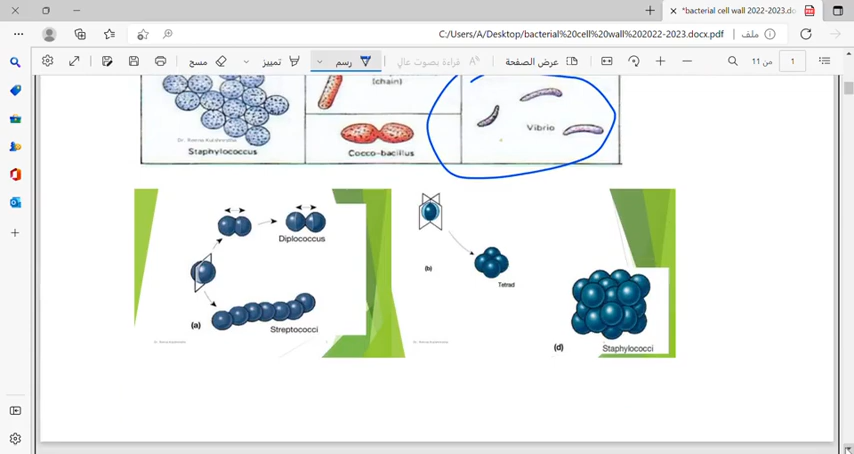 *bacterial cell wall 2022-2023.do
ملف
C:/Users/A/Desktop/bacterial%20cell%20wall%202022-2023.docx.pdf
من 11
1
عرض الصفحة
قراءة بصوت عالٍ
رسم
تمييز
مسح
(chain)
Staphylococcus
Cocco-bacillus
Vibrio
Diplococcus
(a)
Streptococci
(b)
Tetrad
(d)
Staphylococci